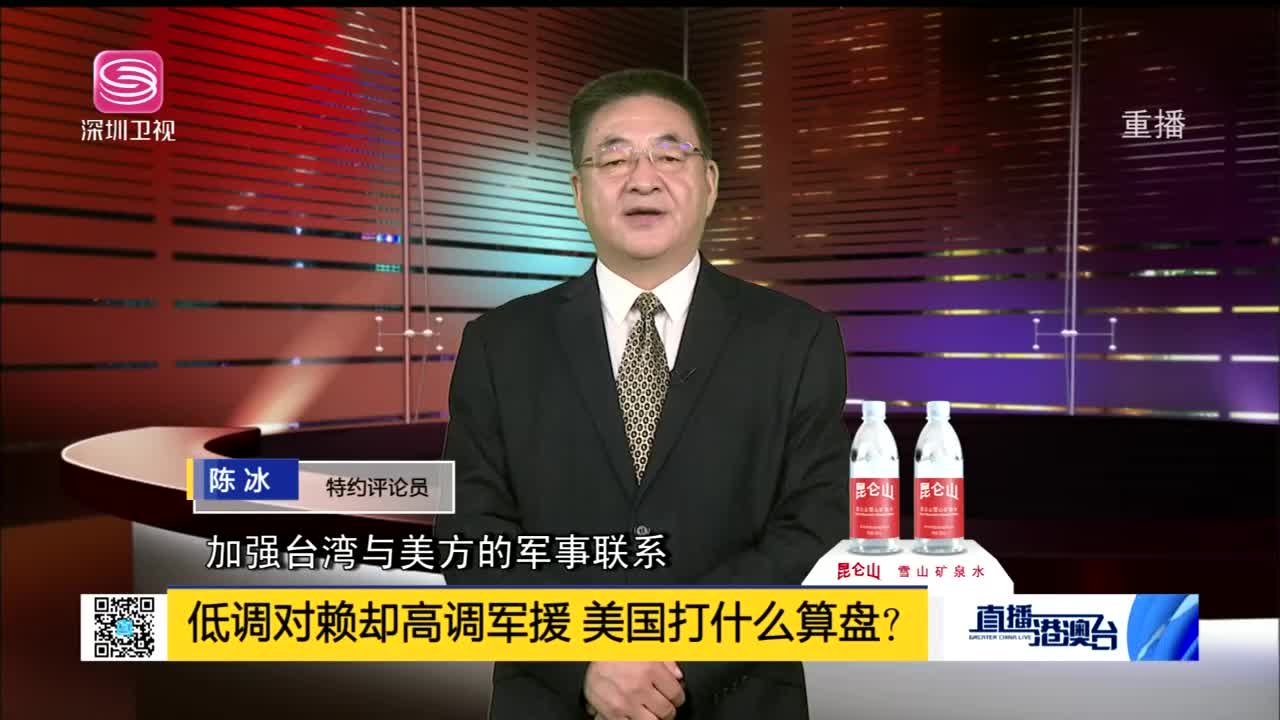 深圳卫视
重播
陈冰
特约评论员
加强台湾与美方的军事联系
昆仑山
昆仑山
昆仑山 雪山矿泉水
低调对赖却高调军援 美国打什么算盘?
直播港澳台
GREATER CHINA LIVE